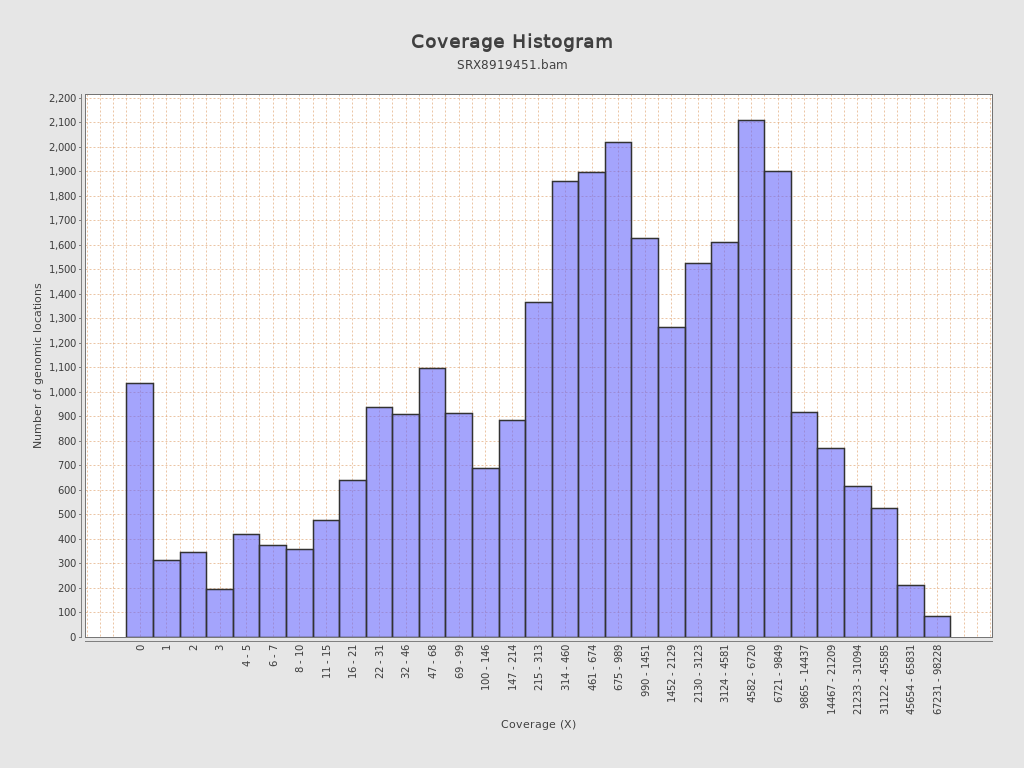 Coverage Histogram
SRX8919451.bam
2,200
2,100
2,000
1,900
1,800
1,700
1,600
1,500
1,400
1,300
1,200
1,100
1,000
900
800
700
600
500
400
300
200
100
0
Number of genomic locations
0
1
2
3
4 - 5
6 - 7
8 - 10
11 - 15
16 - 21
22 - 31
32 - 46
47 - 68
69 - 99
100 - 146
147 - 214
215 - 313
314 - 460
461 - 674
675 - 989
990 - 1451
1452 - 2129
2130 - 3123
3124 - 4581
4582 - 6720
6721 - 9849
9865 - 14437
14467 - 21209
21233 - 31094
31122 - 45585
45654 - 65831
67231 - 98228
Coverage (X)